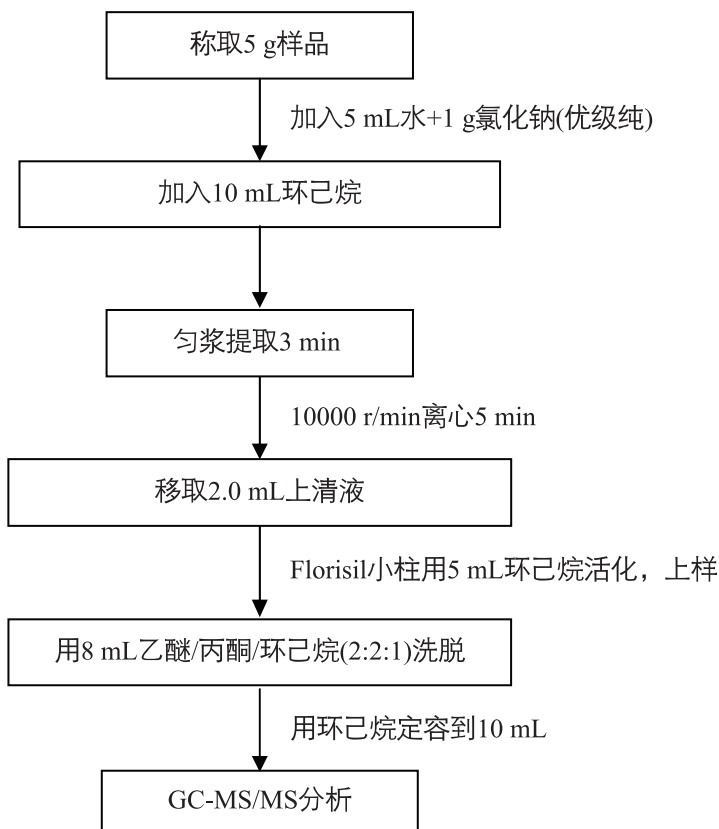 称取5 g样品
加入5 mL水+1 g氯化钠(优级纯)
加入10 mL环己烷
匀浆提取3 min
10000 r/min离心5 min
移取2.0 mL上清液
Florisil小柱用5 mL环己烷活化，上样
用8 mL乙醚/丙酮/环己烷(2:2:1)洗脱
用环己烷定容到10 mL
GC-MS/MS分析